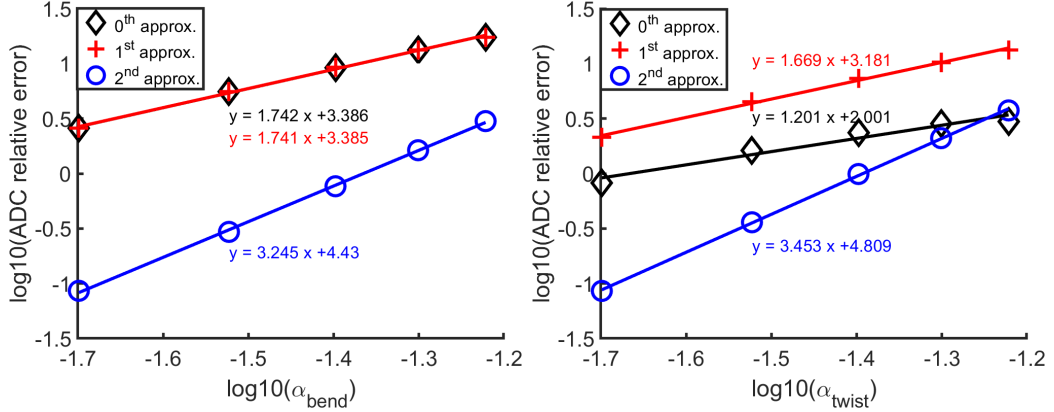 1.5
1
0.5
0
-0.5
-1
-1.5
log10(ADC relative error)
0th approx.
1st approx.
2nd approx.
y = 1.742 x +3.386
y = 1.741 x +3.385
y = 3.245 x +4.43
-1.7
-1.6
-1.5
-1.4
-1.3
-1.2
log10(αbend)
1.5
1
0.5
0
-0.5
-1
-1.5
log10(ADC relative error)
0th approx.
1st approx.
2nd approx.
y = 1.669 x +3.181
y = 1.201 x +2.001
y = 3.453 x +4.809
-1.7
-1.6
-1.5
-1.4
-1.3
-1.2
log10(αtwist)